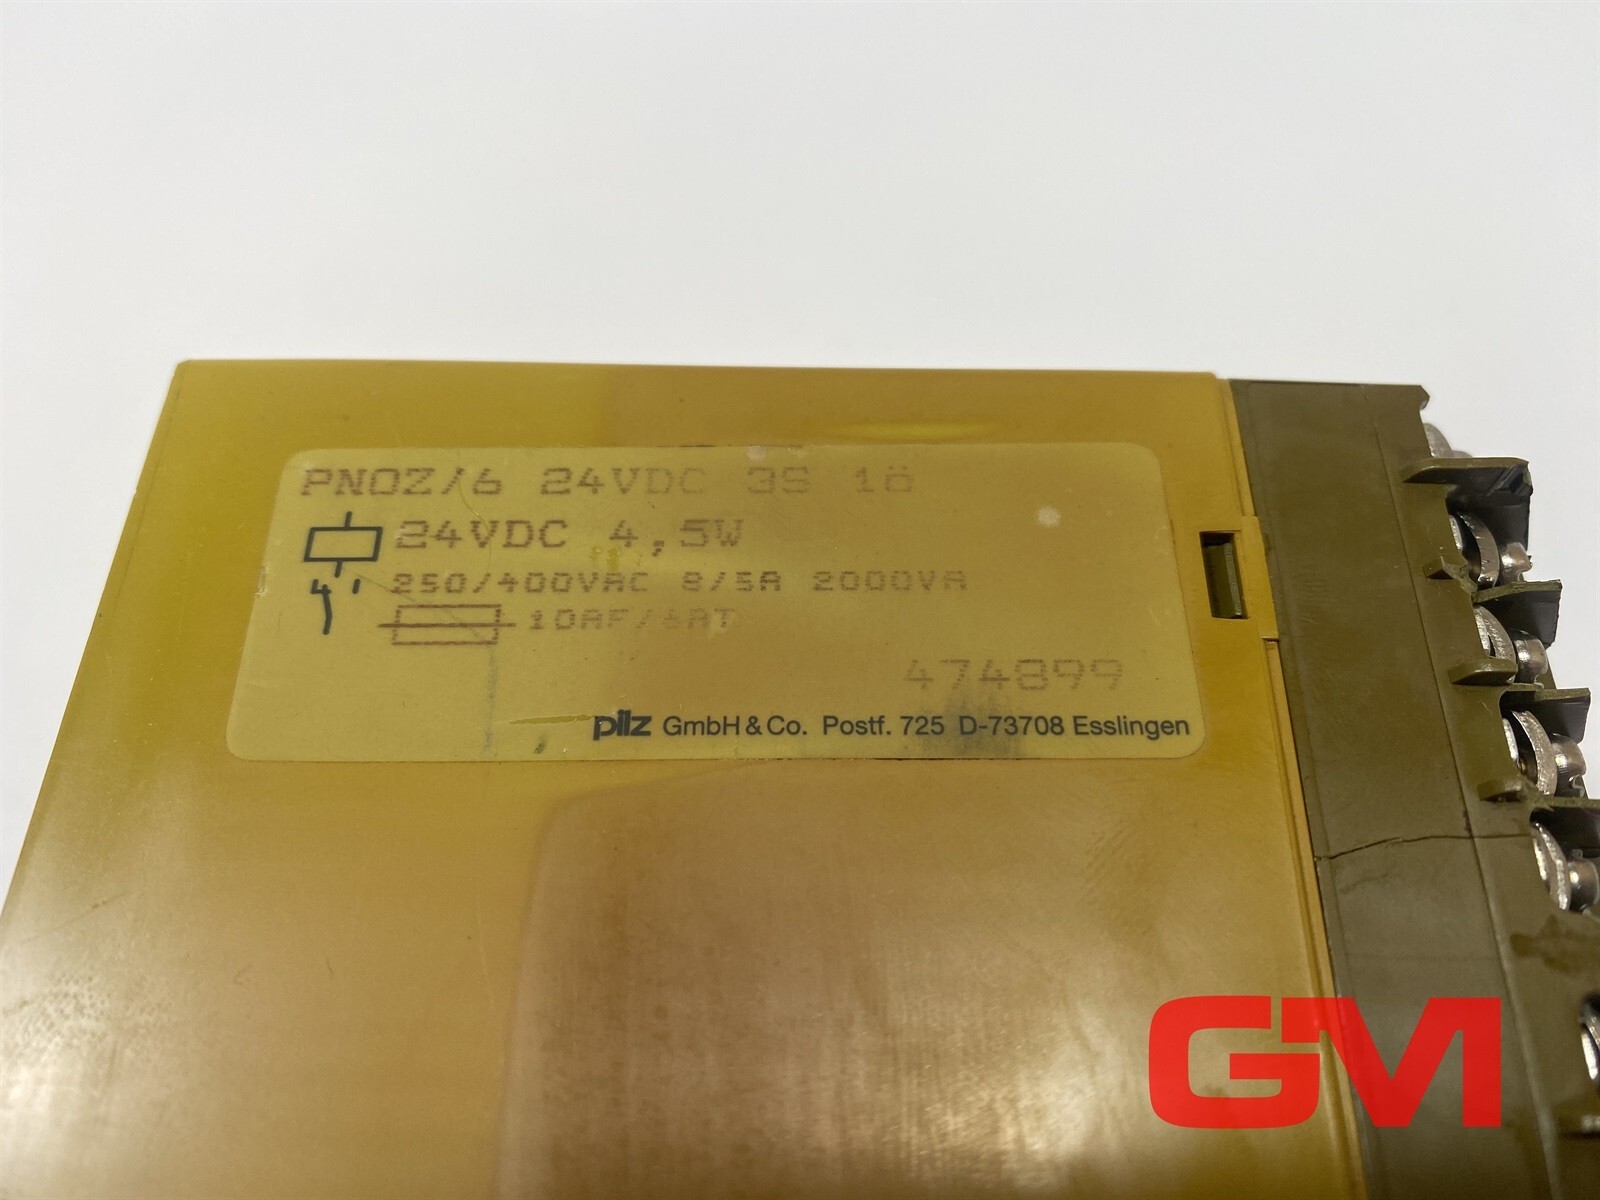 PNOZ/6 24VDC 3S 1ö
24VDC 4,5W
250/400VAC 8/5A 2000VA
10AF/6AT
474899
pilz GmbH & Co. Postf. 725 D-73708 Esslingen
GM